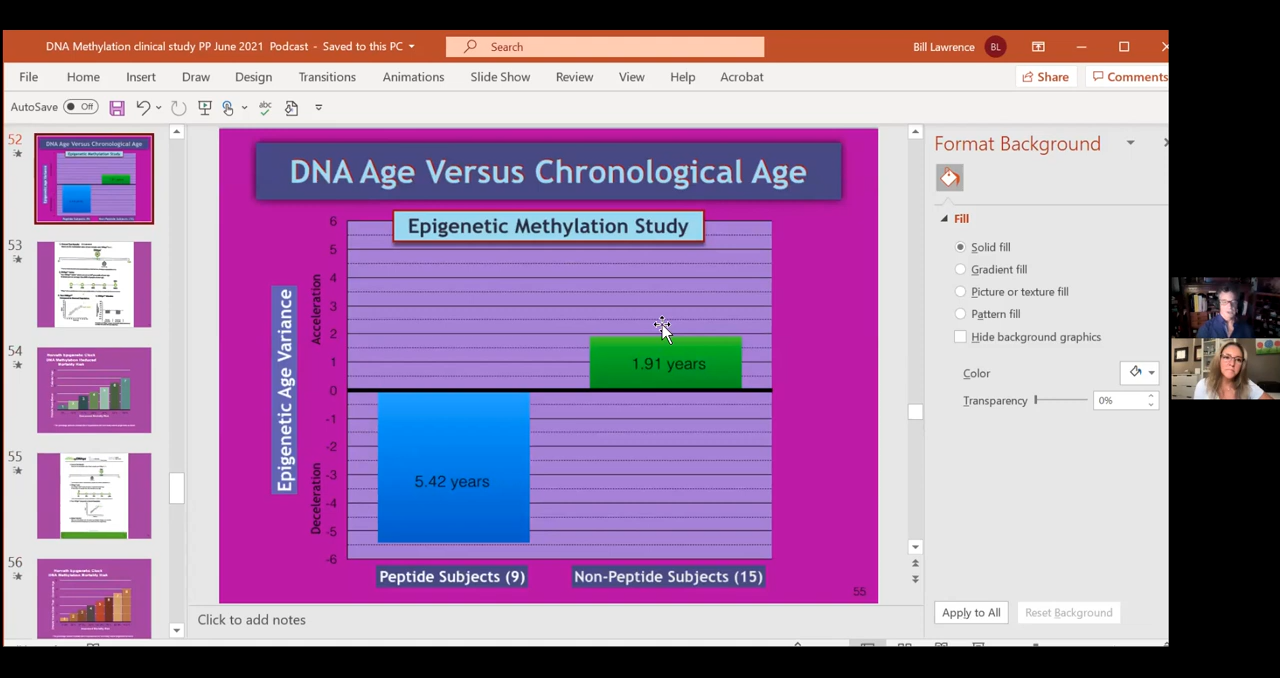 DNA Methylation clinical study PP June 2021 Podcast - Saved to this PC
Search
Bill Lawrence
BL
File Home Insert Draw Design Transitions Animations Slide Show Review View Help Acrobat
Share
Comments
AutoSave Off
abc
52
53
54
55
56
DNA Age Versus Chronological Age
Epigenetic Methylation Study
Epigenetic Age Variance
Acceleration
Deceleration
6
5
4
3
2
1
0
-1
-2
-3
-4
-5
-6
1.91 years
5.42 years
Peptide Subjects (9)
Non-Peptide Subjects (15)
55
Click to add notes
Format Background
Fill
Solid fill
Gradient fill
Picture or texture fill
Pattern fill
Hide background graphics
Color
Transparency
0%
Apply to All
Reset Background